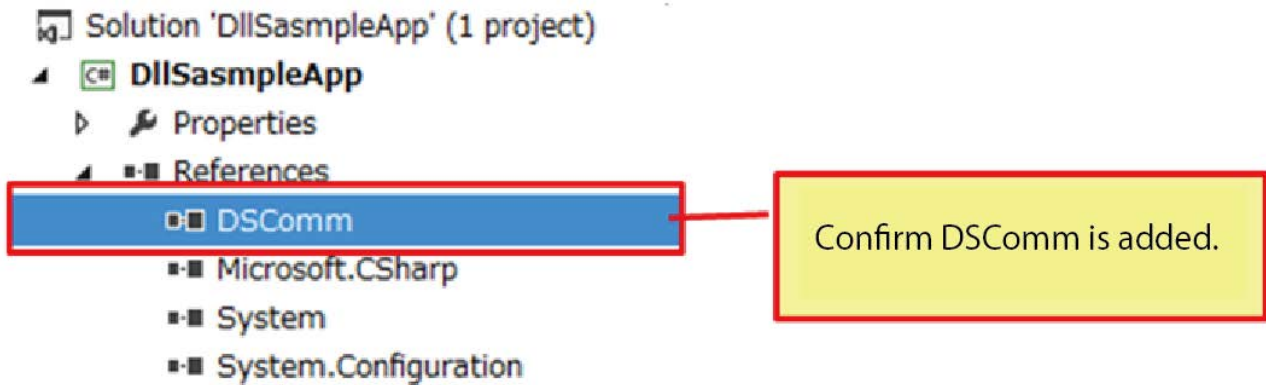 Solution 'DllSasmpleApp' (1 project)
C# DllSasmpleApp
Properties
References
DSComm
Confirm DSComm is added.
Microsoft.CSharp
System
System.Configuration